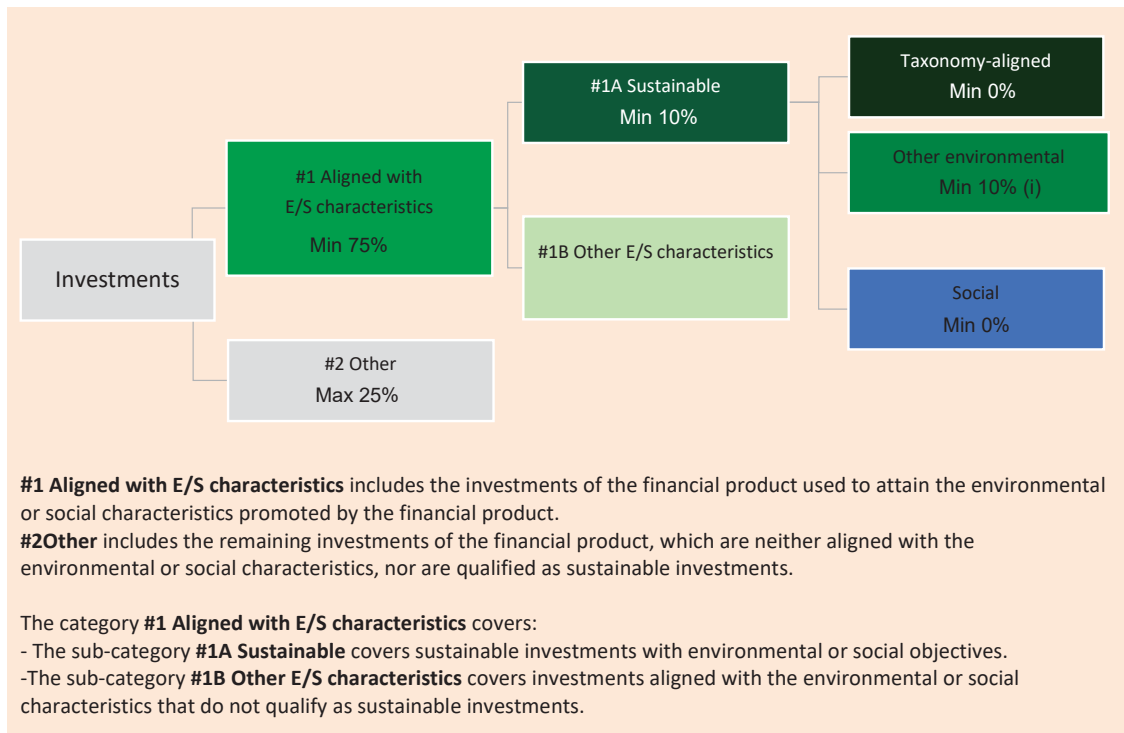 Investments
#1 Aligned with
E/S characteristics
Min 75%
#2 Other
Max 25%
#1A Sustainable
Min 10%
#1B Other E/S characteristics
Taxonomy-aligned
Min 0%
Other environmental
Min 10% (i)
Social
Min 0%
#1 Aligned with E/S characteristics includes the investments of the financial product used to attain the environmental
or social characteristics promoted by the financial product.
#2Other includes the remaining investments of the financial product, which are neither aligned with the
environmental or social characteristics, nor are qualified as sustainable investments.
The category #1 Aligned with E/S characteristics covers:
- The sub-category #1A Sustainable covers sustainable investments with environmental or social objectives.
-The sub-category #1B Other E/S characteristics covers investments aligned with the environmental or social
characteristics that do not qualify as sustainable investments.